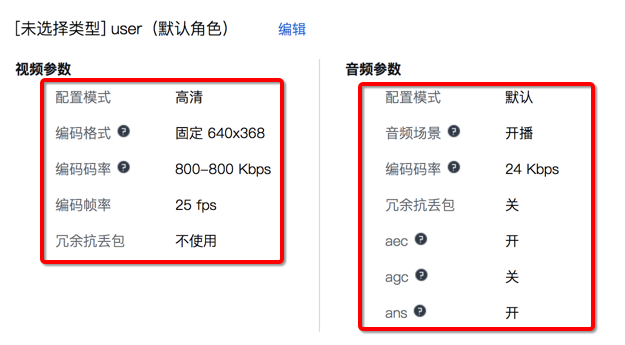 [未选择类型] user（默认角色） 编辑
视频参数
配置模式 高清
编码格式 ? 固定 640x368
编码码率 ? 800-800 Kbps
编码帧率 25 fps
冗余抗丢包 不使用
音频参数
配置模式 默认
音频场景 ? 开播
编码码率 ? 24 Kbps
冗余抗丢包 关
aec ? 开
agc ? 关
ans ? 开